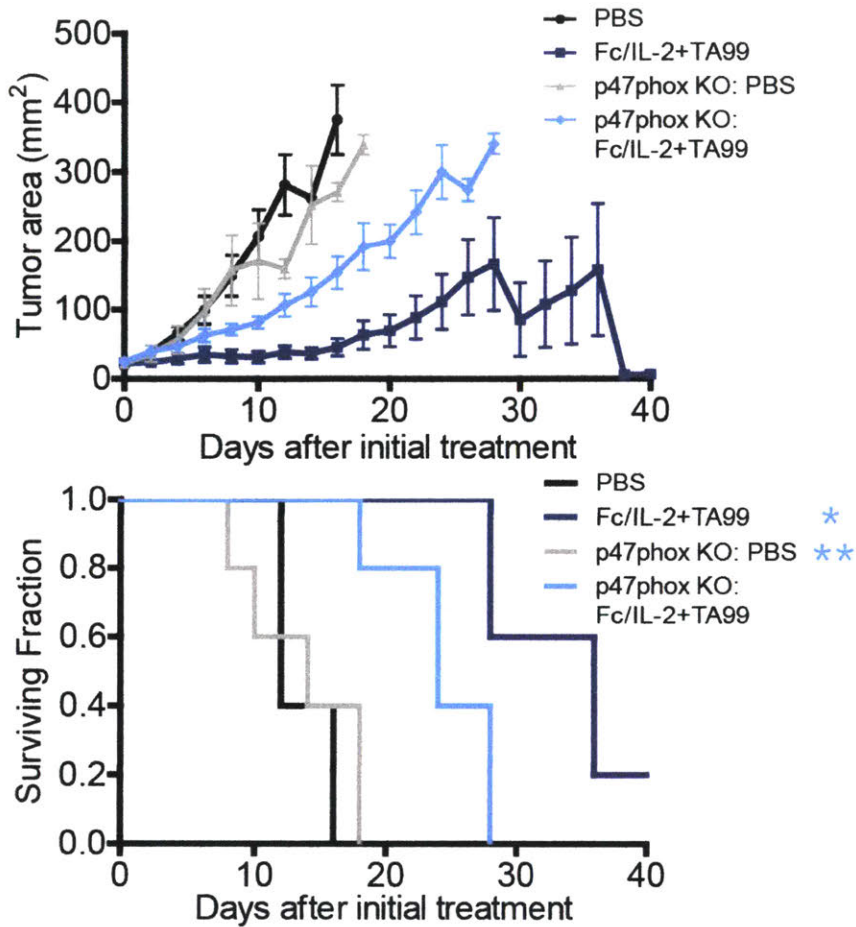 PBS
Fc/IL-2+TA99
p47phox KO: PBS
p47phox KO:
Fc/IL-2+TA99
Tumor area (mm²)
500
400
300
200
100
0
0 10 20 30 40
Days after initial treatment
PBS
Fc/IL-2+TA99 *
p47phox KO: PBS **
p47phox KO:
Fc/IL-2+TA99
Surviving Fraction
1.0
0.8
0.6
0.4
0.2
0.0
0 10 20 30 40
Days after initial treatment